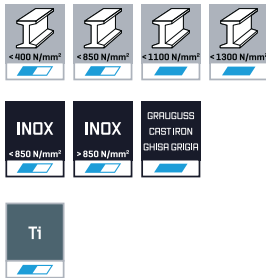 <400 N/mm² <850 N/mm² <1100 N/mm² <1300 N/mm²
INOX INOX GRAUGUSS
CAST IRON
GHISA GRIGIA
<850 N/mm² >850 N/mm²
Ti